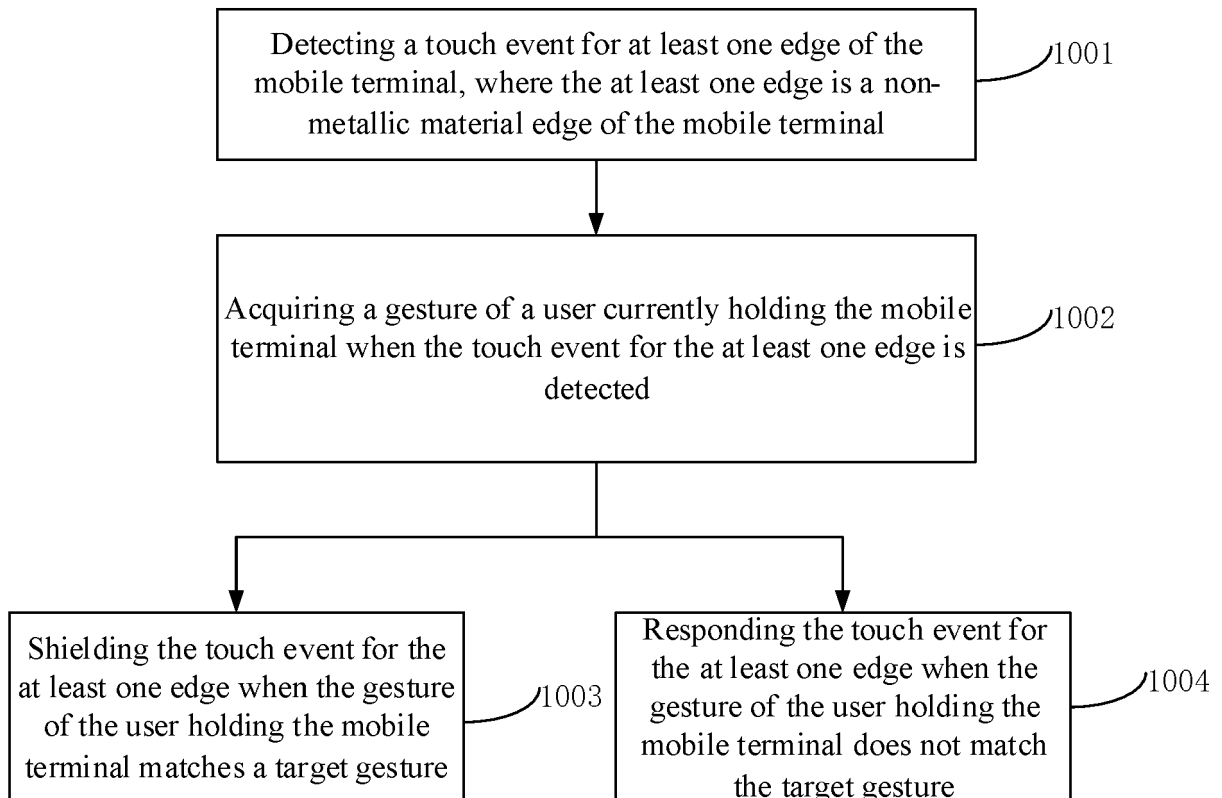 Detecting a touch event for at least one edge of the
mobile terminal, where the at least one edge is a non-
metallic material edge of the mobile terminal
1001
Acquiring a gesture of a user currently holding the mobile
terminal when the touch event for the at least one edge is
detected
1002
Shielding the touch event for the
at least one edge when the gesture
of the user holding the mobile
terminal matches a target gesture
1003
Responding the touch event for
the at least one edge when the
gesture of the user holding the
mobile terminal does not match
the target gesture
1004